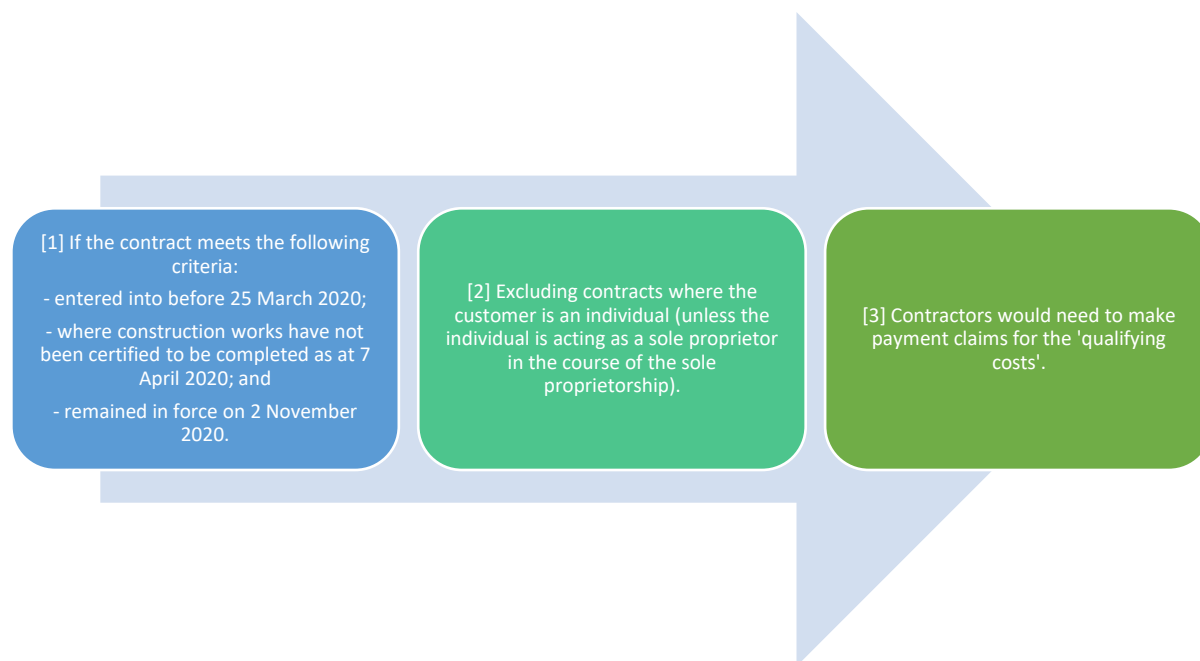 [1] If the contract meets the following
criteria:
- entered into before 25 March 2020;
- where construction works have not
been certified to be completed as at 7
April 2020; and
- remained in force on 2 November
2020.
[2] Excluding contracts where the
customer is an individual (unless the
individual is acting as a sole proprietor
in the course of the sole
proprietorship).
[3] Contractors would need to make
payment claims for the 'qualifying
costs'.